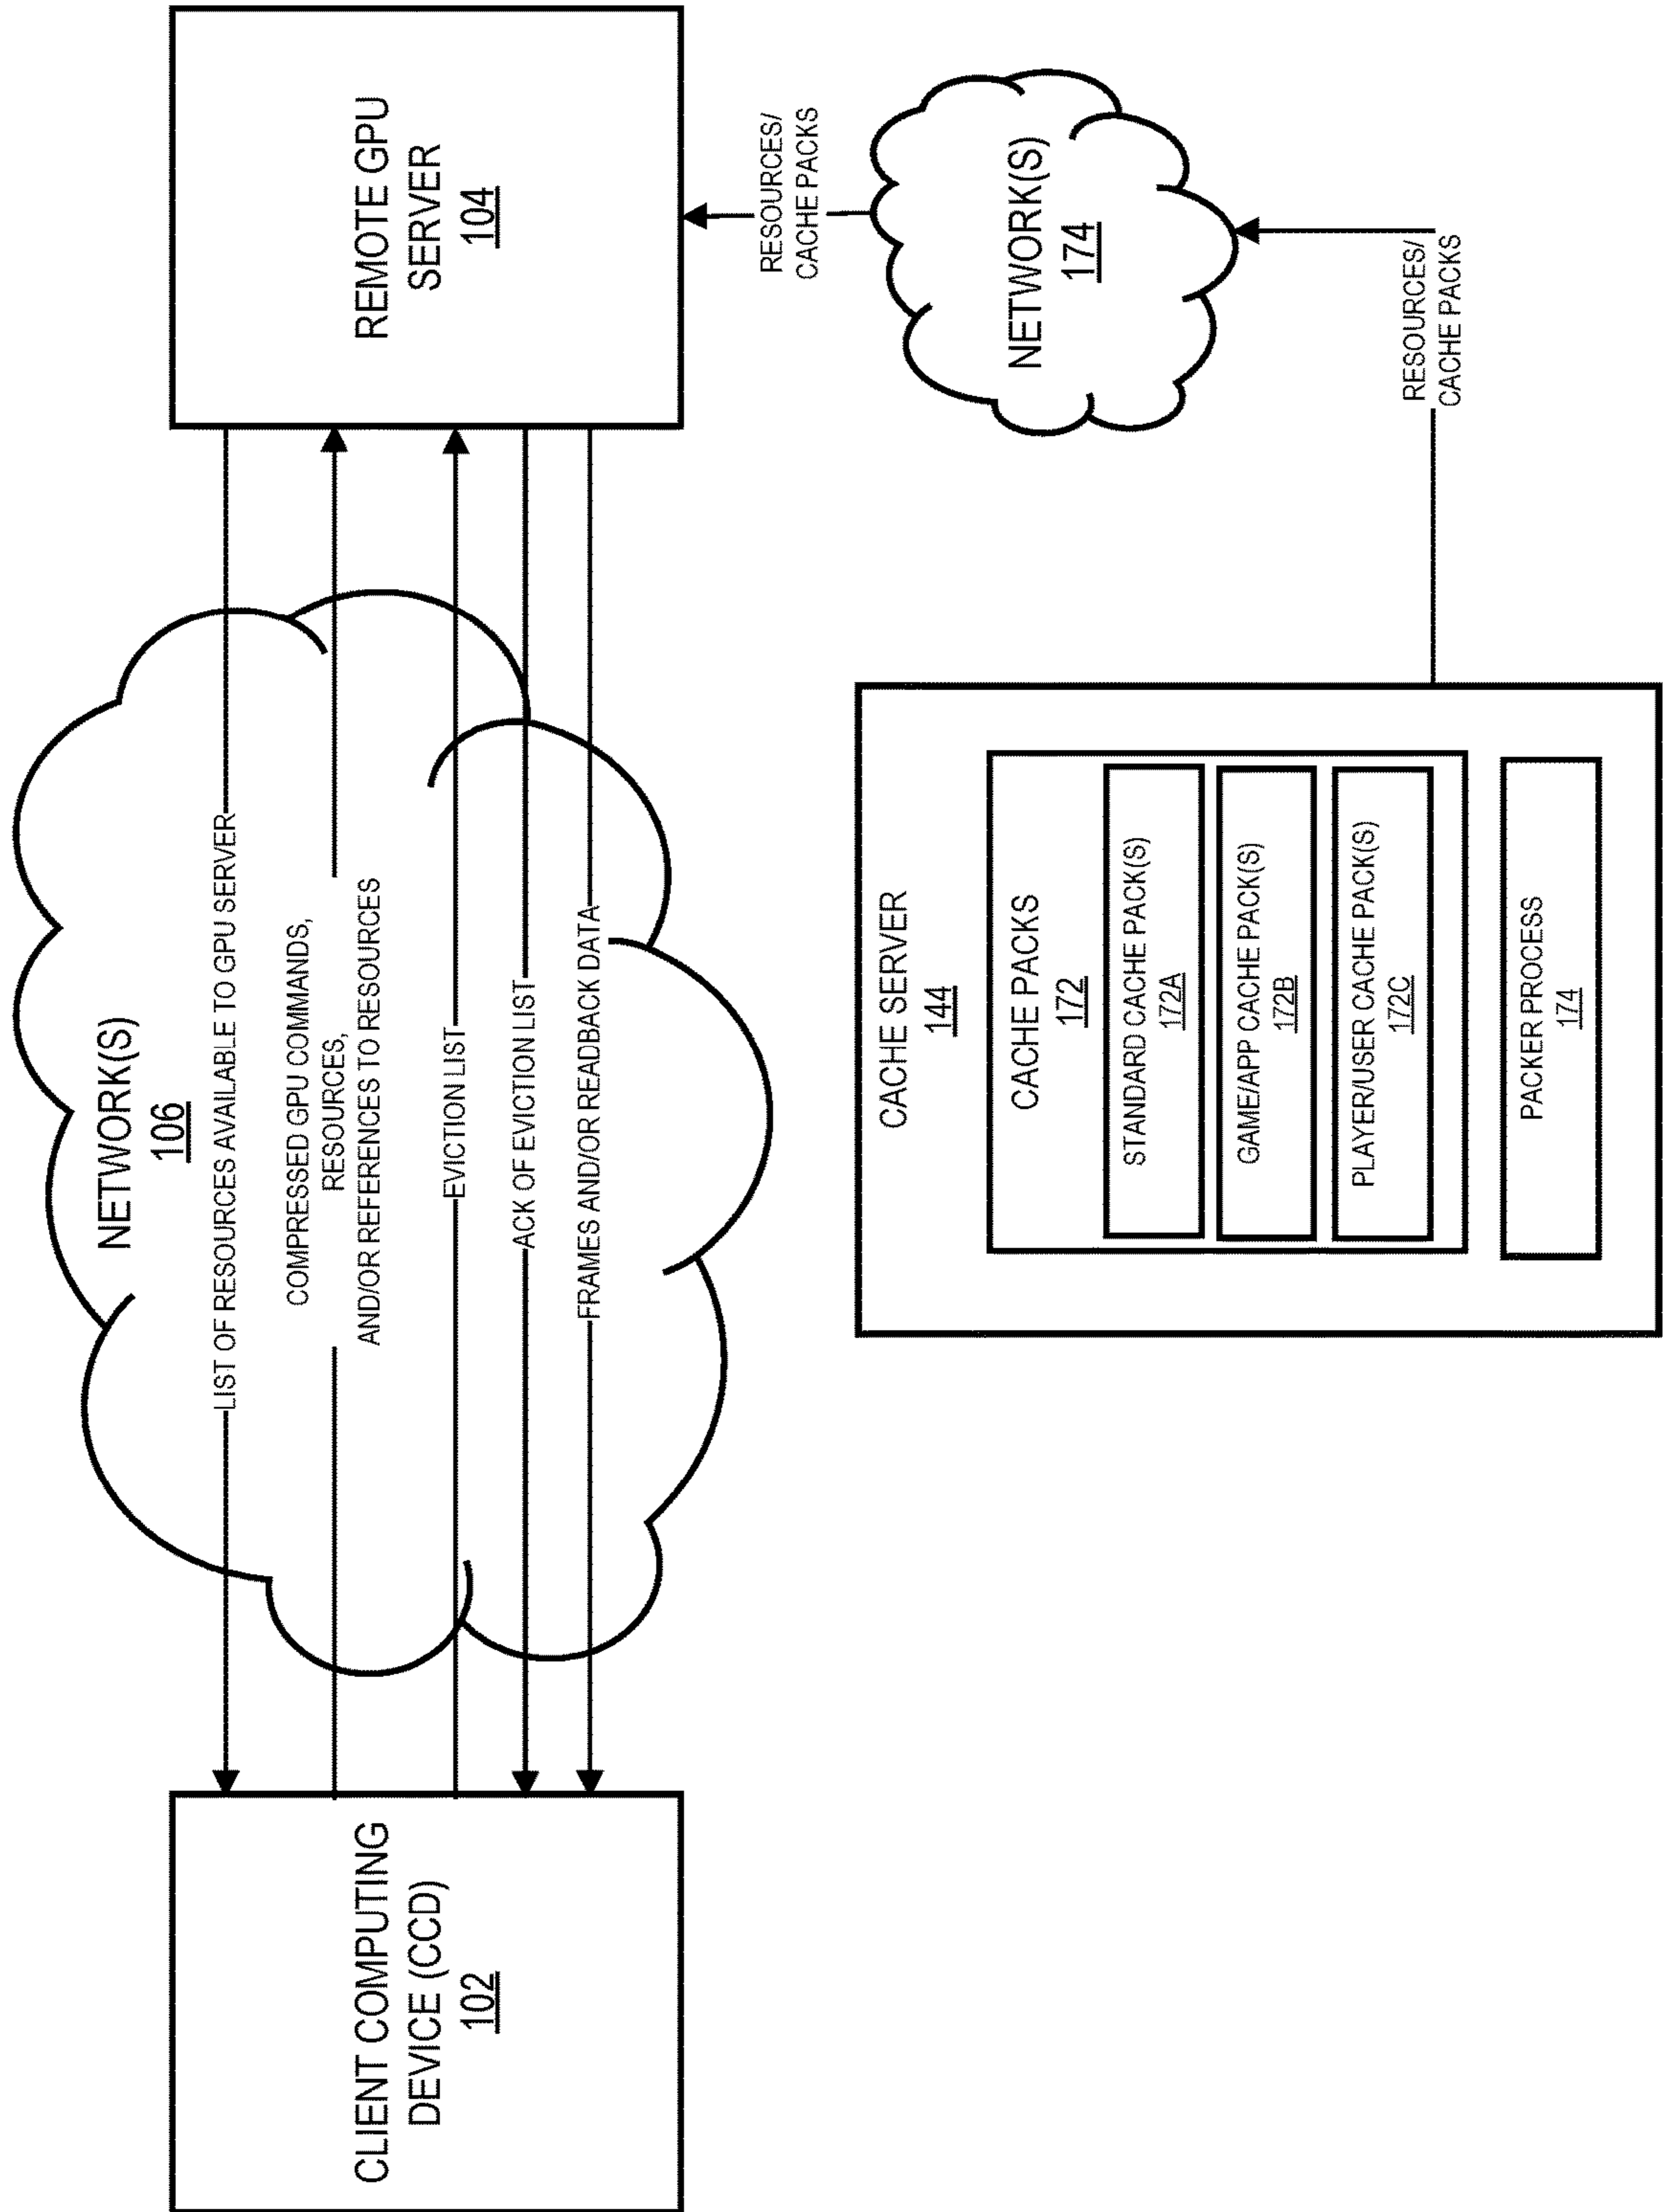 CLIENT COMPUTING
DEVICE (CCD)
102
NETWORK(S)
106
LIST OF RESOURCES AVAILABLE TO GPU SERVER
COMPRESSED GPU COMMANDS,
RESOURCES,
AND/OR REFERENCES TO RESOURCES
EVICTION LIST
ACK OF EVICTION LIST
FRAMES AND/OR READBACK DATA
REMOTE GPU
SERVER
104
RESOURCES/
CACHE PACKS
NETWORK(S)
174
RESOURCES/
CACHE PACKS
CACHE SERVER
144
CACHE PACKS
172
STANDARD CACHE PACK(S)
172A
GAME/APP CACHE PACK(S)
172B
PLAYER/USER CACHE PACK(S)
172C
PACKER PROCESS
174